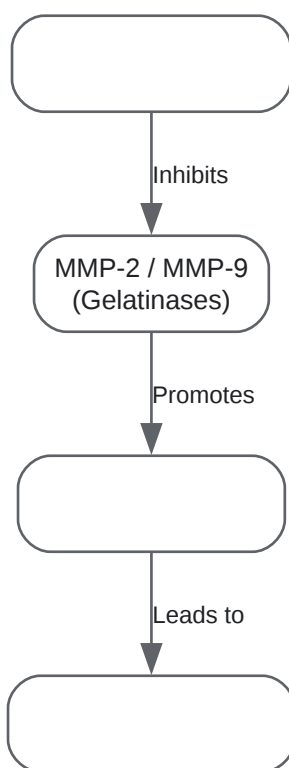 Inhibits
MMP-2 / MMP-9
(Gelatinases)
Promotes
Leads to